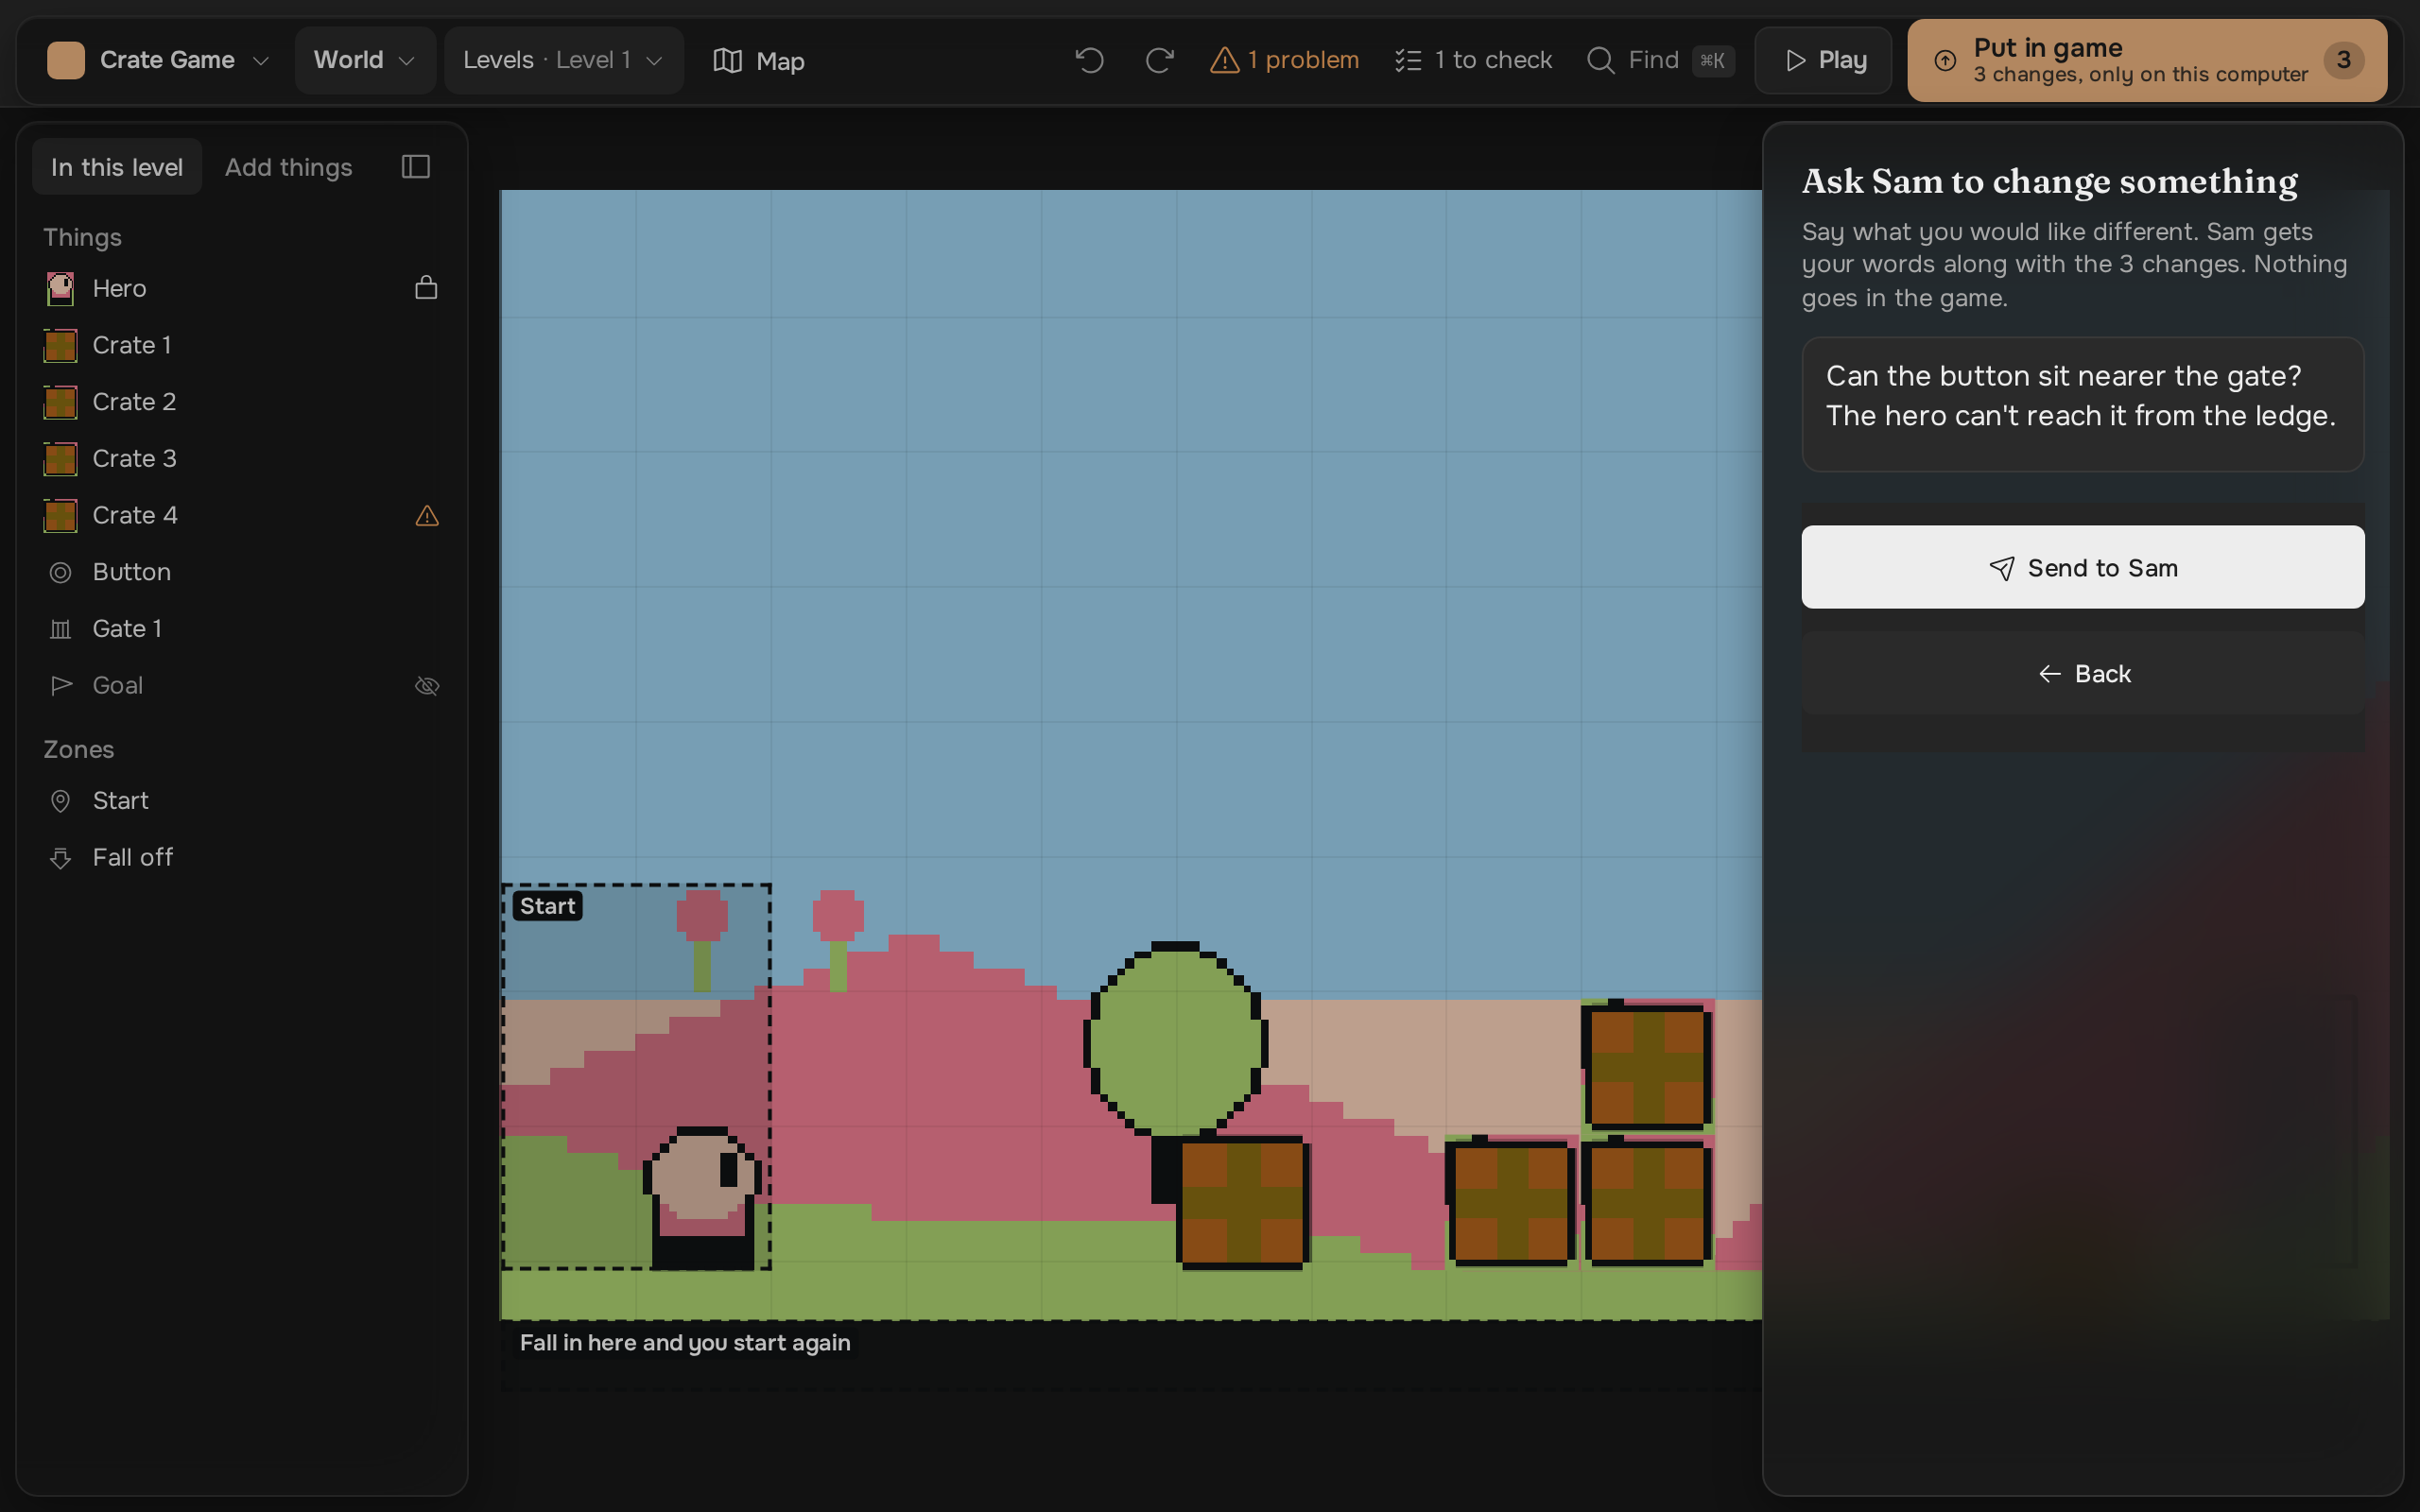 Crate Game
World
Levels · Level 1
Map
1 problem
1 to check
Find ⌘K
Play
Put in game
3 changes, only on this computer
3
In this level
Add things
Things
Hero
Crate 1
Crate 2
Crate 3
Crate 4
Button
Gate 1
Goal
Zones
Start
Fall off
Start
Fall in here and you start again
Ask Sam to change something
Say what you would like different. Sam gets
your words along with the 3 changes. Nothing
goes in the game.
Can the button sit nearer the gate?
The hero can't reach it from the ledge.
Send to Sam
Back